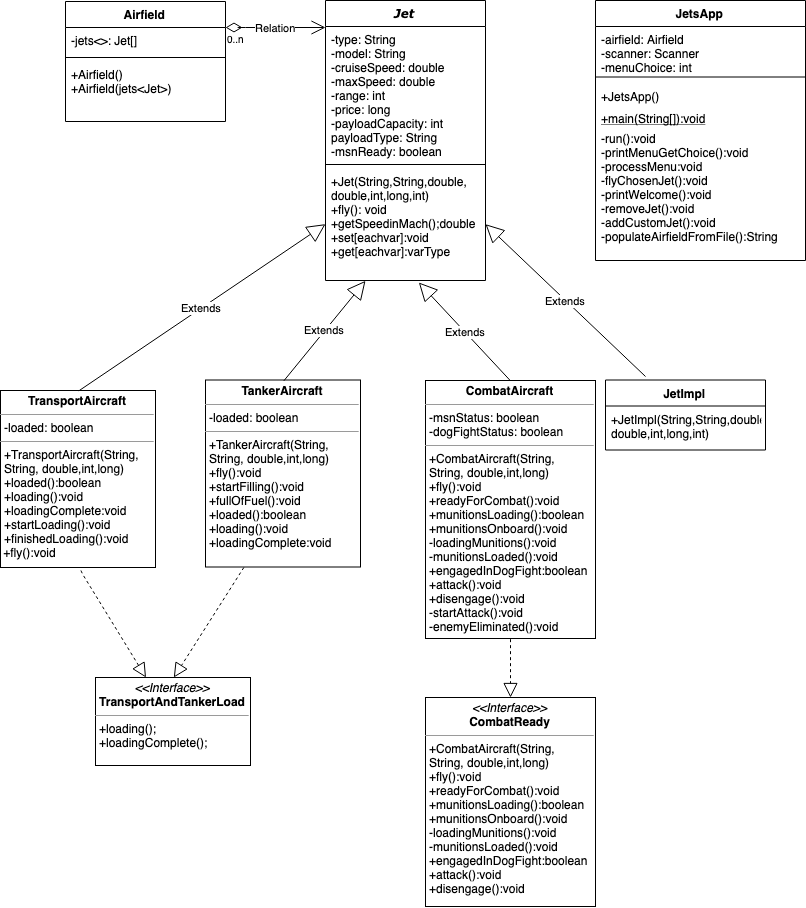 Airfield
-jets<>: Jet[]
+Airfield()
+Airfield(jets<Jet>)
0..n
Relation
Jet
-type: String
-model: String
-cruiseSpeed: double
-maxSpeed: double
-range: int
-price: long
-payloadCapacity: int
payloadType: String
-msnReady: boolean
+Jet(String,String,double,
double,int,long,int)
+fly(): void
+getSpeedinMach();double
+set[eachvar]:void
+get[eachvar]:varType
JetsApp
-airfield: Airfield
-scanner: Scanner
-menuChoice: int
+JetsApp()
+main(String[]):void
-run():void
-printMenuGetChoice():void
-processMenu:void
-flyChosenJet():void
-printWelcome():void
-removeJet():void
-addCustomJet():void
-populateAirfieldFromFile():String
Extends
Extends
Extends
Extends
TransportAircraft
-loaded: boolean
+TransportAircraft(String,
String, double,int,long)
+loaded():boolean
+loading():void
+loadingComplete:void
+startLoading():void
+finishedLoading():void
+fly():void
TankerAircraft
-loaded: boolean
+TankerAircraft(String,
String, double,int,long)
+fly():void
+startFilling():void
+fullOfFuel():void
+loaded():boolean
+loading():void
+loadingComplete:void
CombatAircraft
-msnStatus: boolean
-dogFightStatus: boolean
+CombatAircraft(String,
String, double,int,long)
+fly():void
+readyForCombat():void
+munitionsLoading():boolean
+munitionsOnboard():void
-loadingMunitions():void
-munitionsLoaded():void
+engagedInDogFight:boolean
+attack():void
+disengage():void
-startAttack():void
-enemyEliminated():void
JetImpl
+JetImpl(String,String,double
double,int,long,int)
<<Interface>>
TransportAndTankerLoad
+loading();
+loadingComplete();
<<Interface>>
CombatReady
+CombatAircraft(String,
String, double,int,long)
+fly():void
+readyForCombat():void
+munitionsLoading():boolean
+munitionsOnboard():void
-loadingMunitions():void
-munitionsLoaded():void
+engagedInDogFight:boolean
+attack():void
+disengage():void